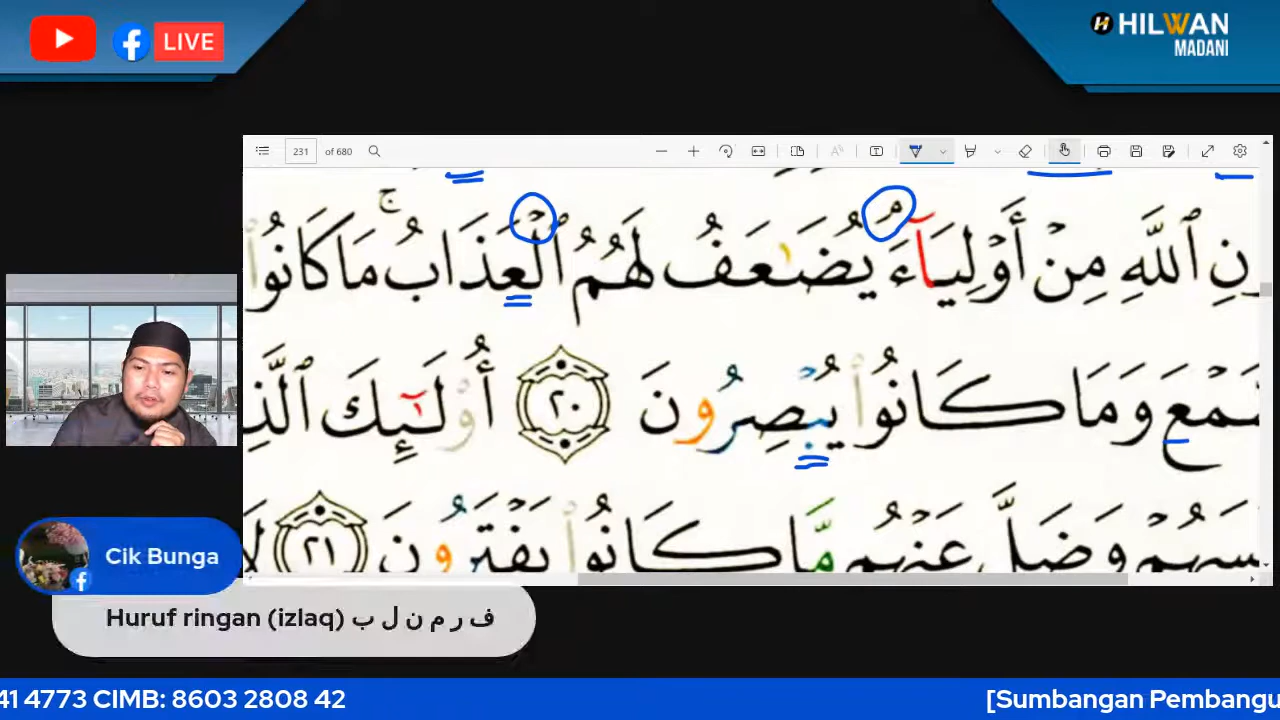 LIVE
HILWAN
MADANI
231 of 680
نِ ٱللَّهِ مِنْ أَوْلِيَآءَ ۘ يُضَـٰعَفُ لَهُمُ ٱلْعَذَابُ ۚ مَا كَانُوا۟
وَمَا كَانُوا۟ يُبْصِرُونَ ٢٠ أُو۟لَـٰٓئِكَ
وَضَلَّ عَنْهُم مَّا كَانُوا۟ يَفْتَرُونَ ٢١
Cik Bunga
Huruf ringan (izlaq) ف ر م ن ل ب
41 4773 CIMB: 8603 2808 42
[Sumbangan Pembangu